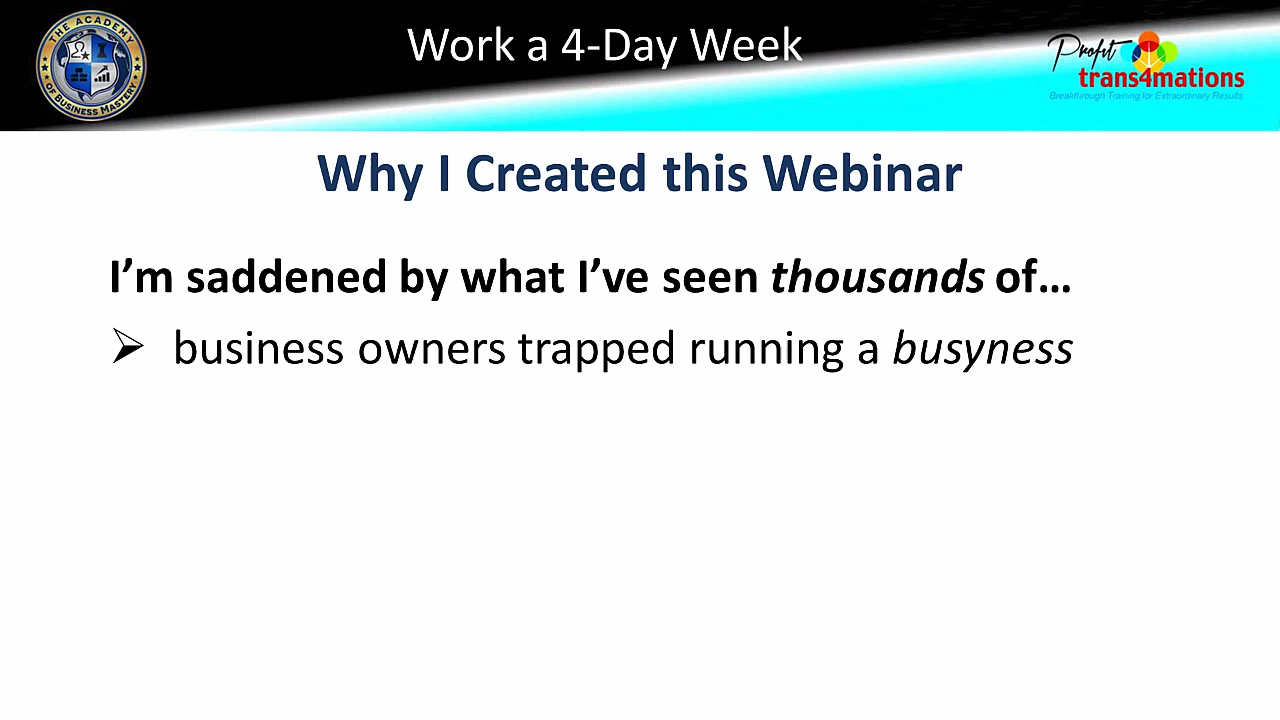 THE ACADEMY
OF BUSINESS MASTERY
Work a 4-Day Week
Profit
trans4mations
Breakthrough Training for Extraordinary Results
Why I Created this Webinar
I’m saddened by what I’ve seen thousands of…
➢ business owners trapped running a busyness